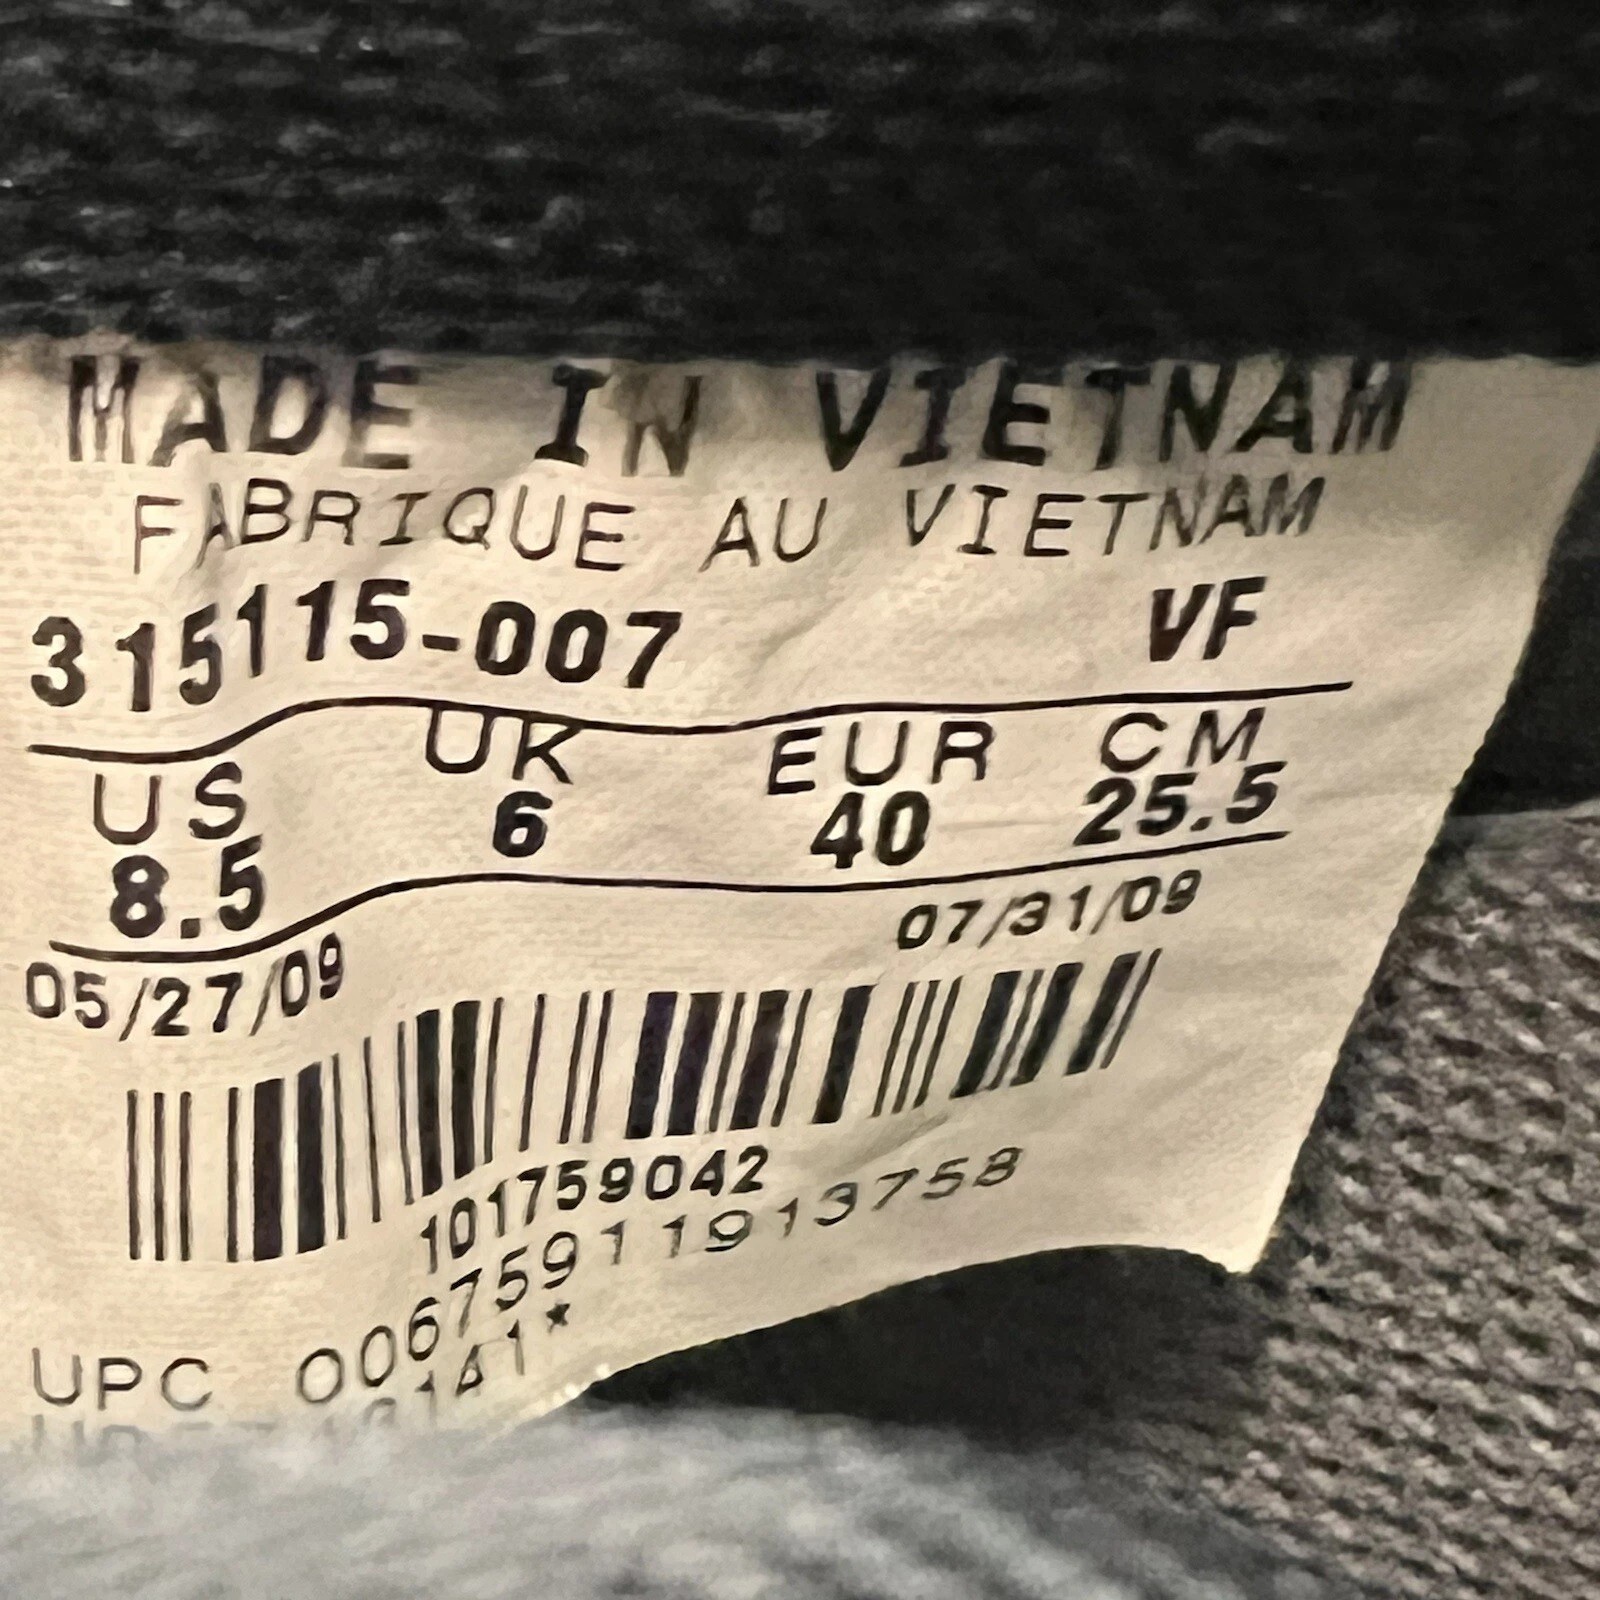 MADE IN VIETNAM
FABRIQUE AU VIETNAM
315115-007 VF
US UK EUR CM
8.5 6 40 25.5
05/27/09 07/31/09
101759042
UPC 00675911913758